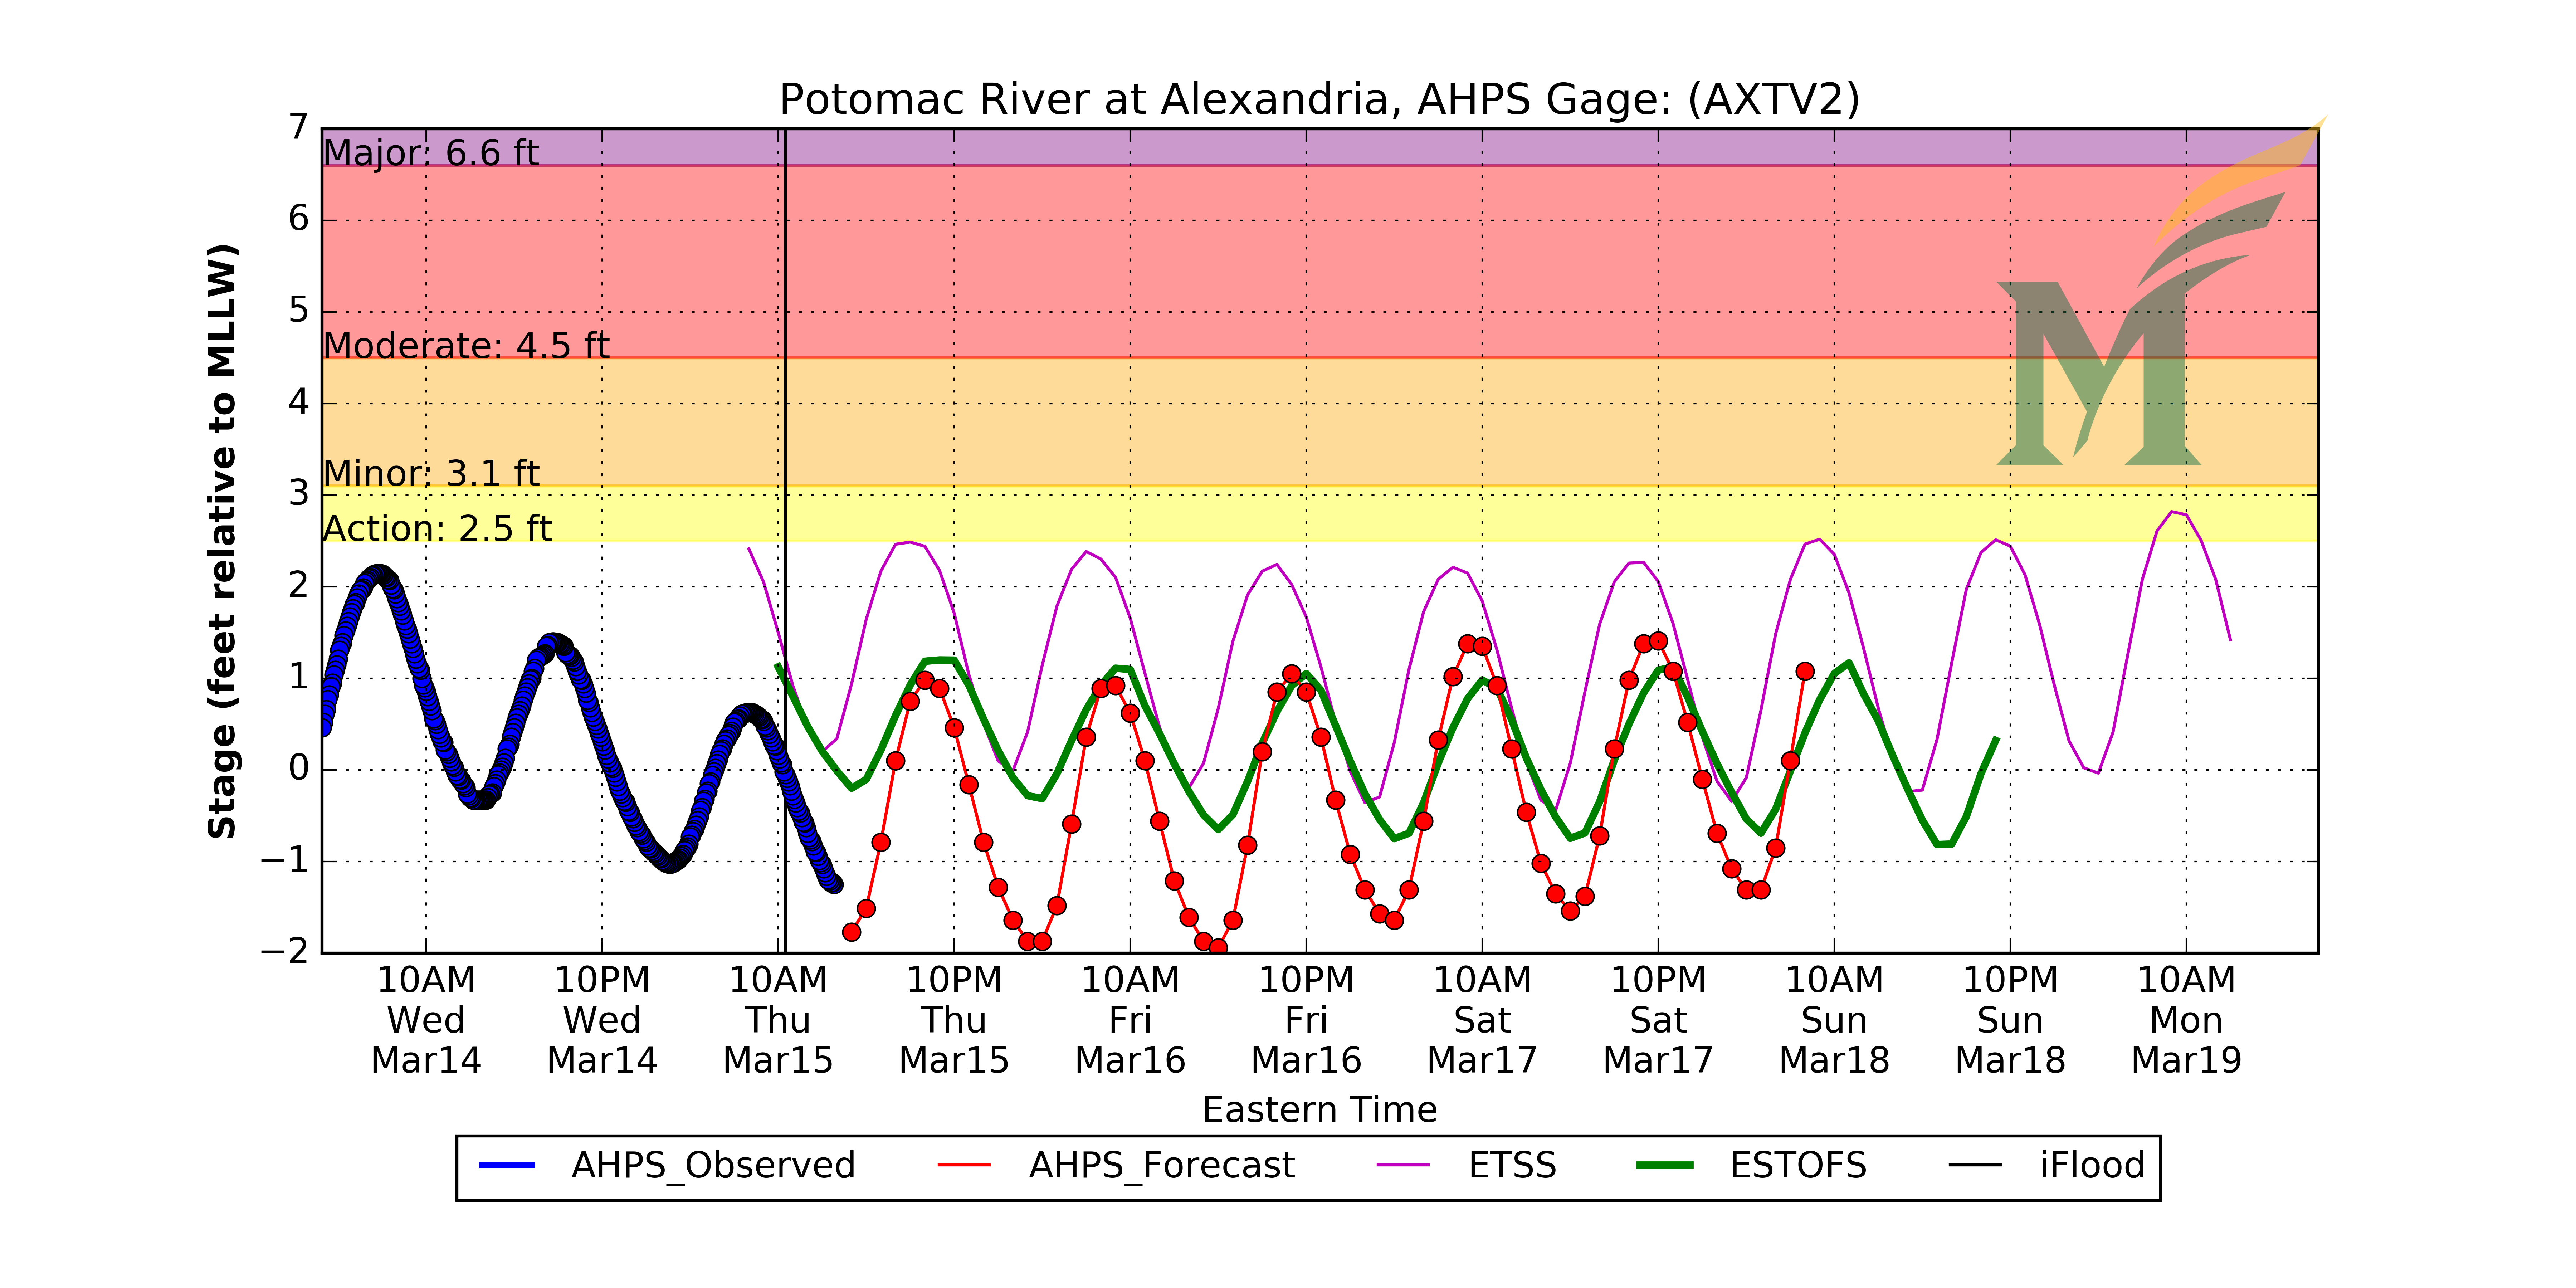 Potomac River at Alexandria, AHPS Gage: (AXTV2)
Stage (feet relative to MLLW)
7
6
5
4
3
2
1
0
−1
−2
Major: 6.6 ft
Moderate: 4.5 ft
Minor: 3.1 ft
Action: 2.5 ft
M
10AM 10PM 10AM 10PM 10AM 10PM 10AM 10PM 10AM 10PM 10AM
Wed Wed Thu Thu Fri Fri Sat Sat Sun Sun Mon
Mar14 Mar14 Mar15 Mar15 Mar16 Mar16 Mar17 Mar17 Mar18 Mar18 Mar19
Eastern Time
AHPS_Observed AHPS_Forecast ETSS ESTOFS iFlood